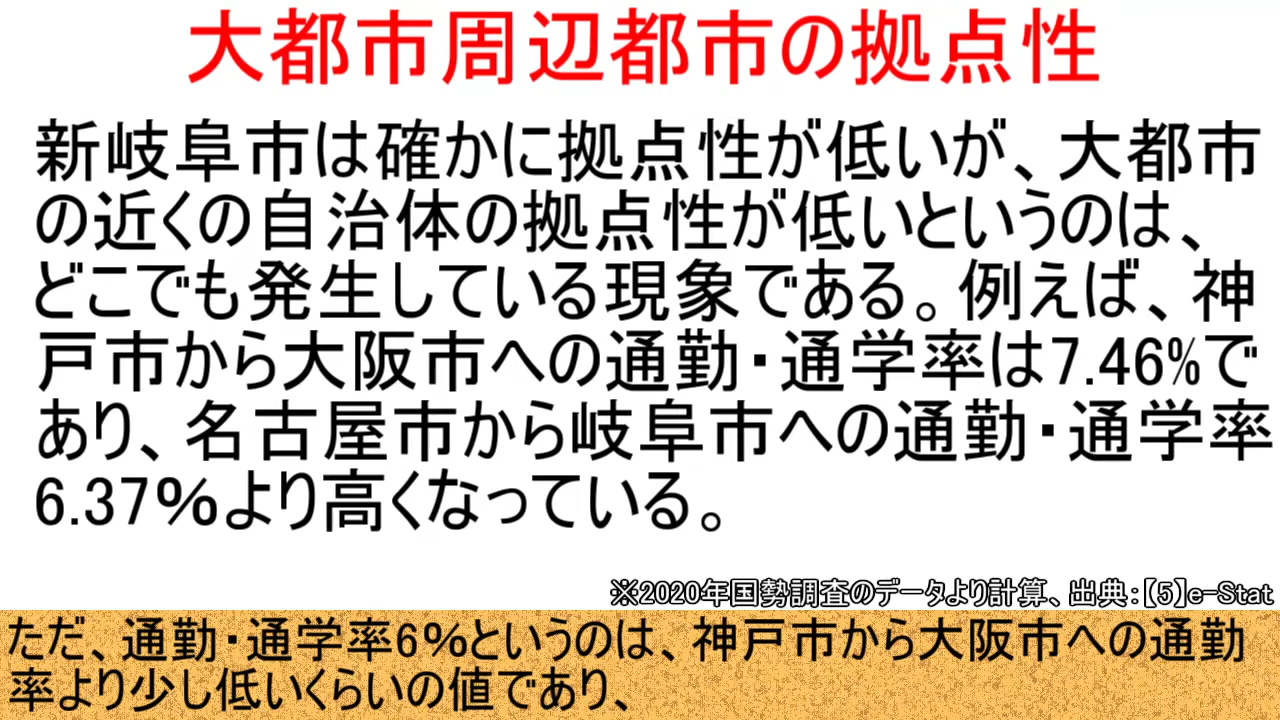 大都市周辺都市の拠点性
新岐阜市は確かに拠点性が低いが、大都市
の近くの自治体の拠点性が低いというのは、
どこでも発生している現象である。例えば、神
戸市から大阪市への通勤・通学率は7.46%で
あり、名古屋市から岐阜市への通勤・通学率
6.37％より高くなっている。
※2020年国勢調査のデータより計算、出典：【5】e-Stat
ただ、通勤・通学率6％というのは、神戸市から大阪市への通勤
率より少し低いくらいの値であり、